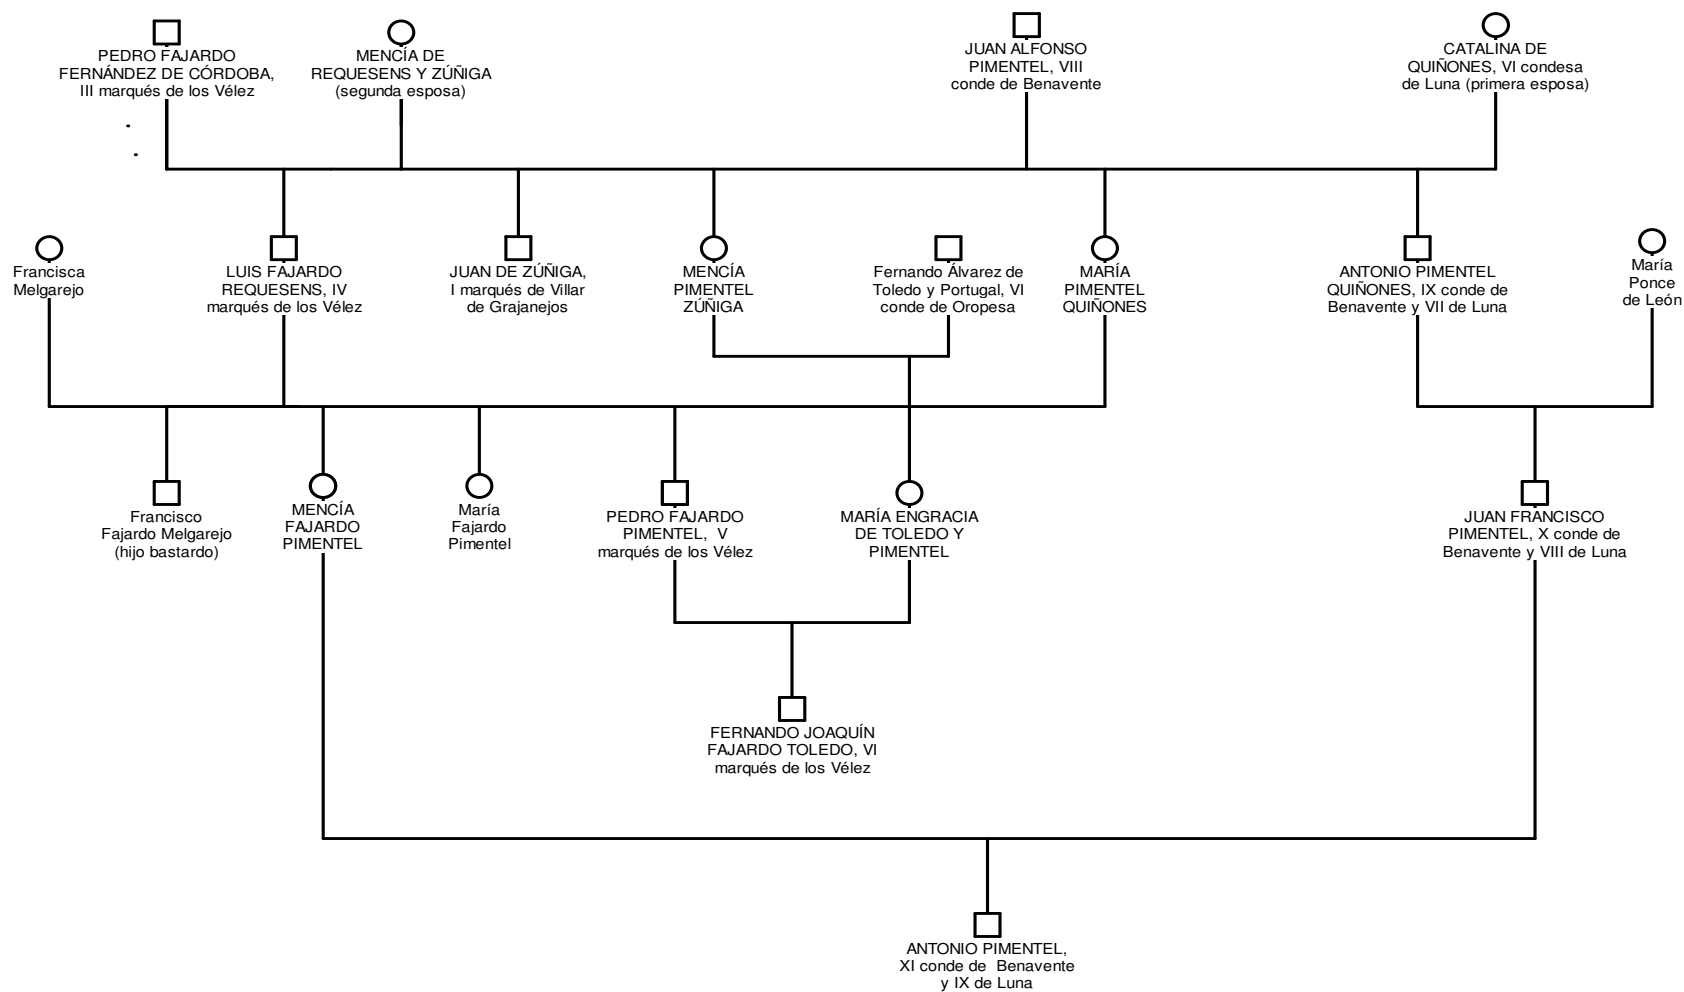 PEDRO FAJARDO
FERNÁNDEZ DE CÓRDOBA,
III marqués de los Vélez
MENCÍA DE
REQUESENS Y ZÚÑIGA
(segunda esposa)
JUAN ALFONSO
PIMENTEL, VIII
conde de Benavente
CATALINA DE
QUIÑONES, VI condesa
de Luna (primera esposa)
Francisca
Melgarejo
LUIS FAJARDO
REQUESENS, IV
marqués de los Vélez
JUAN DE ZÚÑIGA,
I marqués de Villar
de Grajanejos
MENCÍA
PIMENTEL
ZÚÑIGA
Fernando Álvarez de
Toledo y Portugal, VI
conde de Oropesa
MARÍA
PIMENTEL
QUIÑONES
ANTONIO PIMENTEL
QUIÑONES, IX conde de
Benavente y VII de Luna
María
Ponce
de León
Francisco
Fajardo Melgarejo
(hijo bastardo)
MENCÍA
FAJARDO
PIMENTEL
María
Fajardo
Pimentel
PEDRO FAJARDO
PIMENTEL, V
marqués de los Vélez
MARÍA ENGRACIA
DE TOLEDO Y
PIMENTEL
JUAN FRANCISCO
PIMENTEL, X conde de
Benavente y VIII de Luna
FERNANDO JOAQUÍN
FAJARDO TOLEDO, VI
marqués de los Vélez
ANTONIO PIMENTEL,
XI conde de Benavente
y IX de Luna